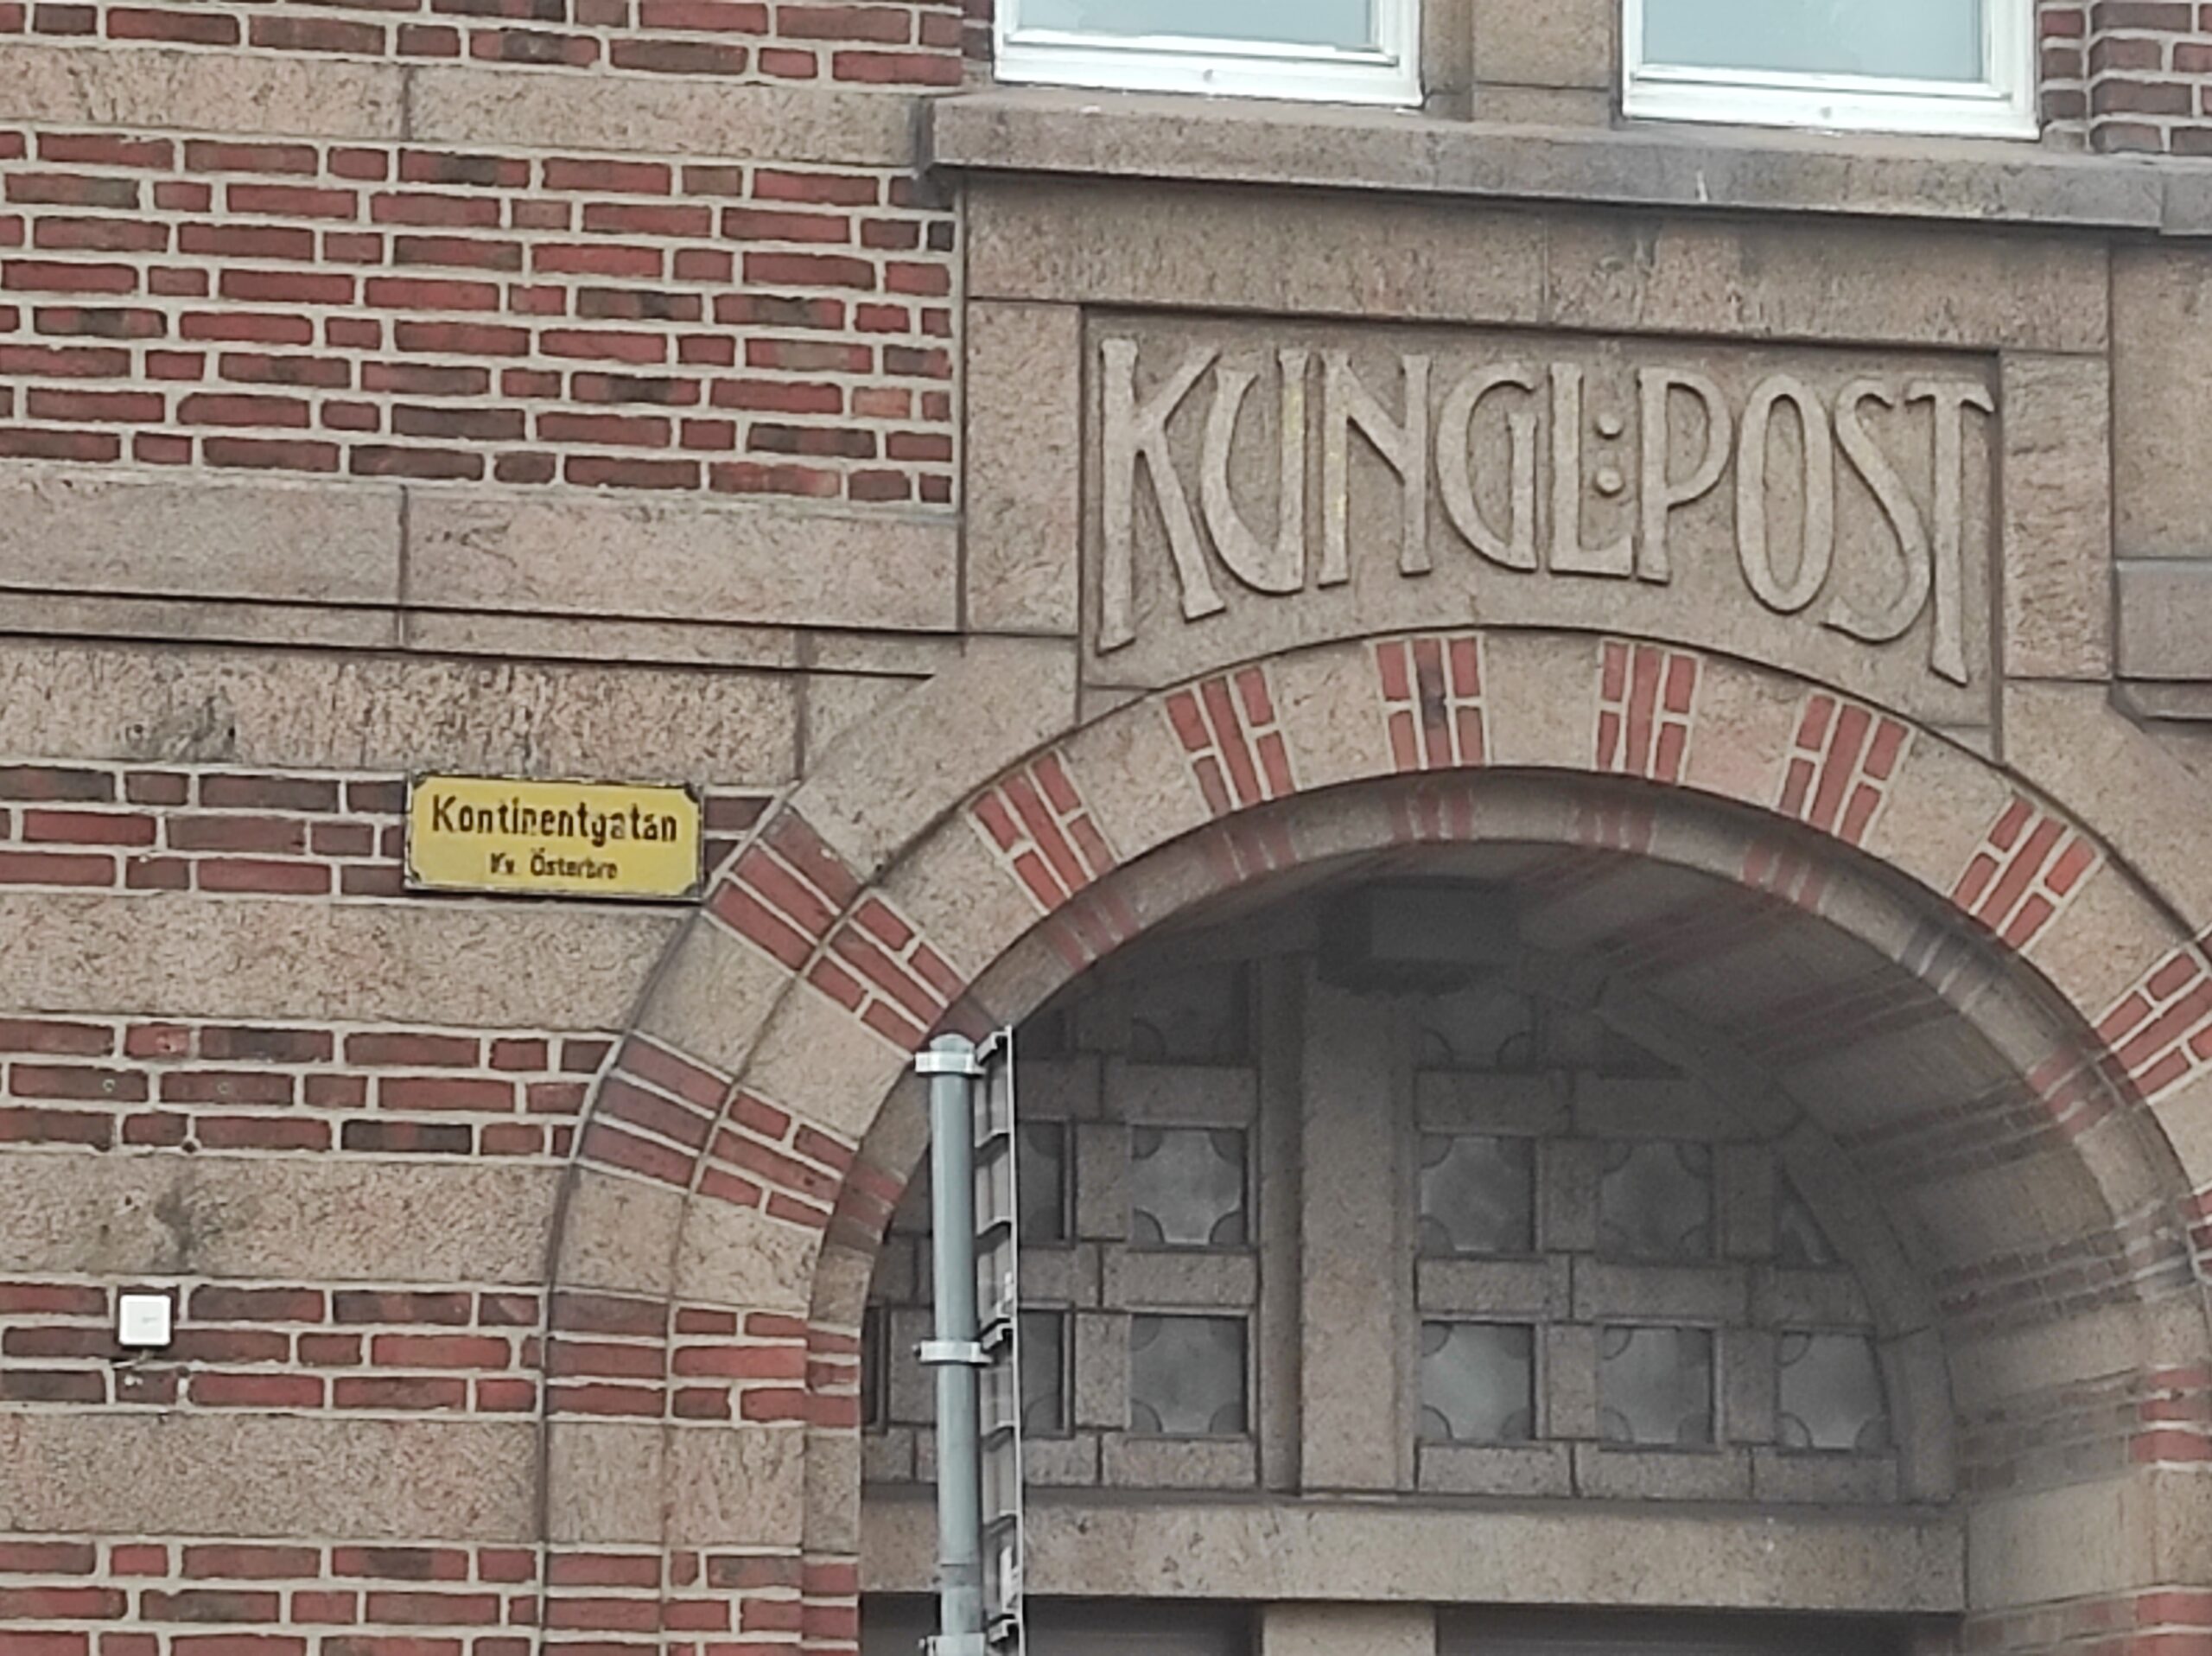 KUNGL:POST
Kontinentgatan
Kv. Österbro